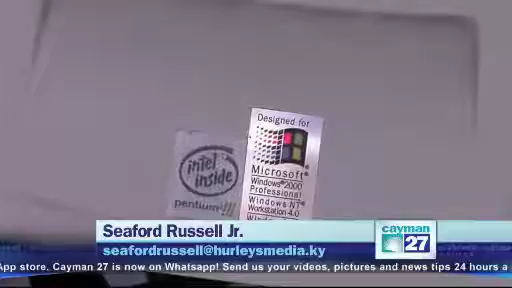 Designed for
Microsoft®
Windows®2000
Professional
Windows NT®
Workstation 4.0
intel
inside
pentium®!!!
Seaford Russell Jr.
seafordrussell@hurleysmedia.ky
cayman
27
App store. Cayman 27 is now on Whatsapp! Send us your videos, pictures and news tips 24 hours a